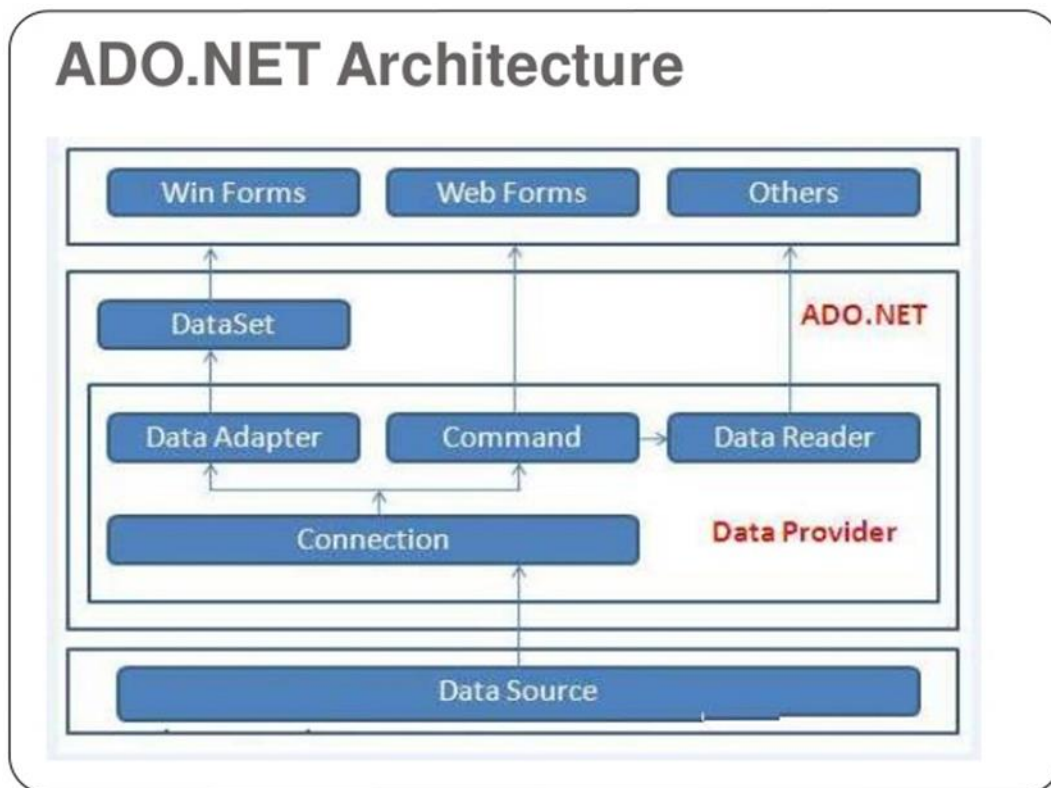 ADO.NET Architecture
Win Forms
Web Forms
Others
DataSet
ADO.NET
Data Adapter
Command
Data Reader
Connection
Data Provider
Data Source